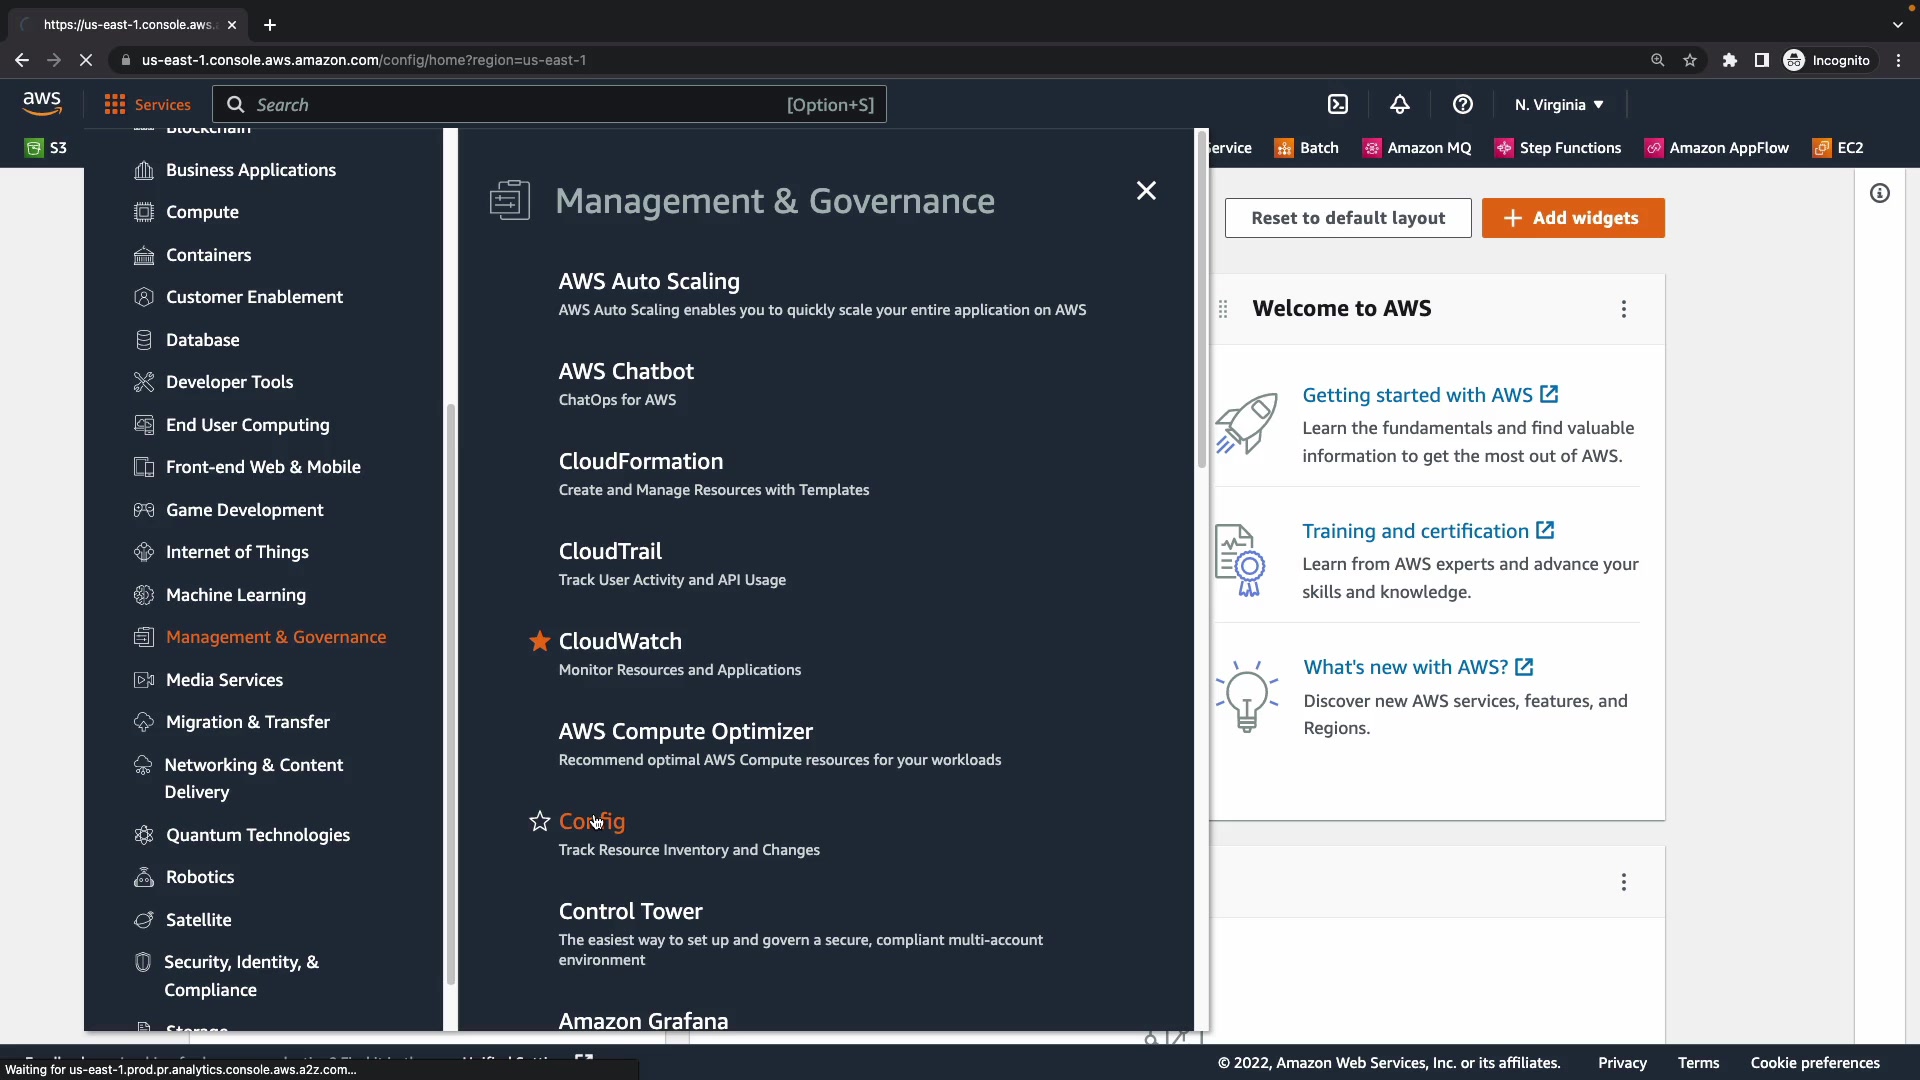 https://us-east-1.console.aws.
us-east-1.console.aws.amazon.com/config/home?region=us-east-1
Incognito
aws
Services
Search
[Option+S]
N. Virginia
S3
Service
Batch
Amazon MQ
Step Functions
Amazon AppFlow
EC2
Blockchain
Business Applications
Compute
Containers
Customer Enablement
Database
Developer Tools
End User Computing
Front-end Web & Mobile
Game Development
Internet of Things
Machine Learning
Management & Governance
Media Services
Migration & Transfer
Networking & Content
Delivery
Quantum Technologies
Robotics
Satellite
Security, Identity, &
Compliance
Storage
Management & Governance
AWS Auto Scaling
AWS Auto Scaling enables you to quickly scale your entire application on AWS
AWS Chatbot
ChatOps for AWS
CloudFormation
Create and Manage Resources with Templates
CloudTrail
Track User Activity and API Usage
CloudWatch
Monitor Resources and Applications
AWS Compute Optimizer
Recommend optimal AWS Compute resources for your workloads
Config
Track Resource Inventory and Changes
Control Tower
The easiest way to set up and govern a secure, compliant multi-account
environment
Amazon Grafana
Reset to default layout
Add widgets
Welcome to AWS
Getting started with AWS
Learn the fundamentals and find valuable
information to get the most out of AWS.
Training and certification
Learn from AWS experts and advance your
skills and knowledge.
What's new with AWS?
Discover new AWS services, features, and
Regions.
Waiting for us-east-1.prod.pr.analytics.console.aws.a2z.com...
© 2022, Amazon Web Services, Inc. or its affiliates.
Privacy
Terms
Cookie preferences